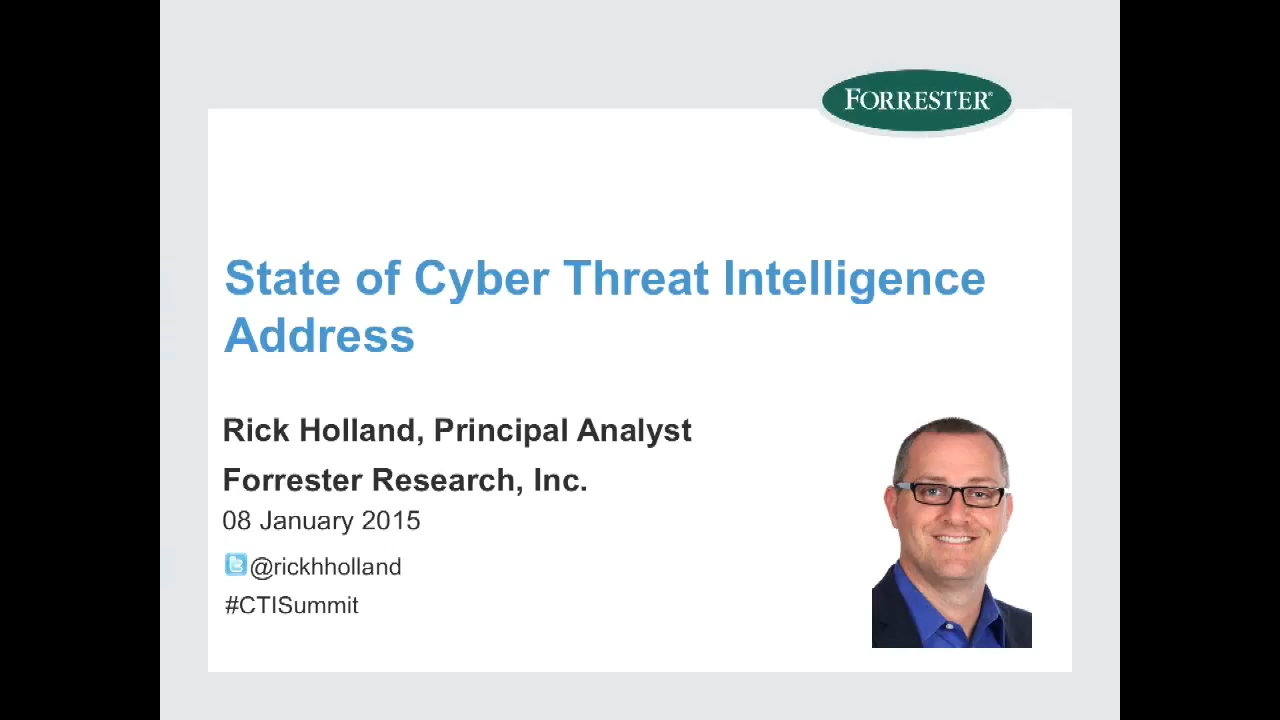 FORRESTER®
State of Cyber Threat Intelligence
Address
Rick Holland, Principal Analyst
Forrester Research, Inc.
08 January 2015
@rickhholland
#CTISummit